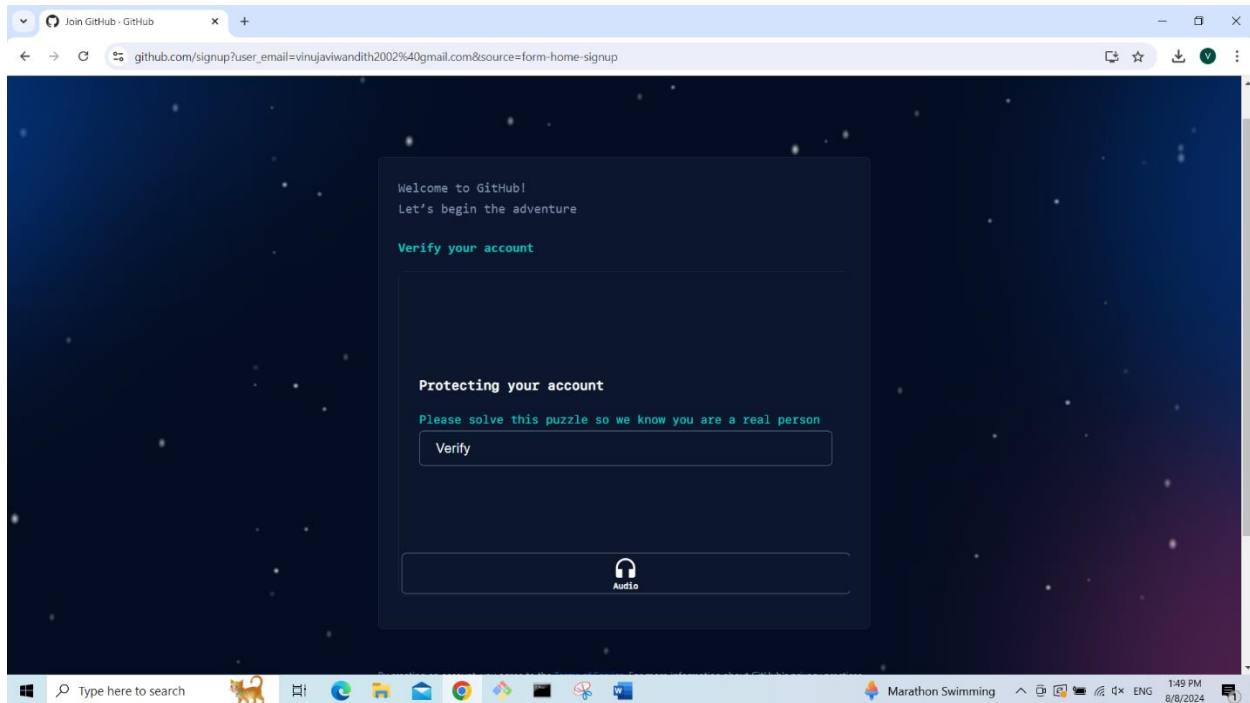 Join GitHub · GitHub
github.com/signup?user_email=vinujaviwandith2002%40gmail.com&source=form-home-signup
V
Welcome to GitHub!
Let's begin the adventure
Verify your account
Protecting your account
Please solve this puzzle so we know you are a real person
Verify
Audio
Type here to search
Marathon Swimming
ENG
1:49 PM
8/8/2024
1